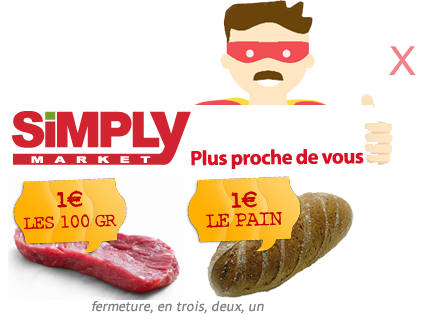 X
SiMPLY
MARKET
Plus proche de vous
1€
LES 100 GR
1€
LE PAIN
fermeture, en trois, deux, un